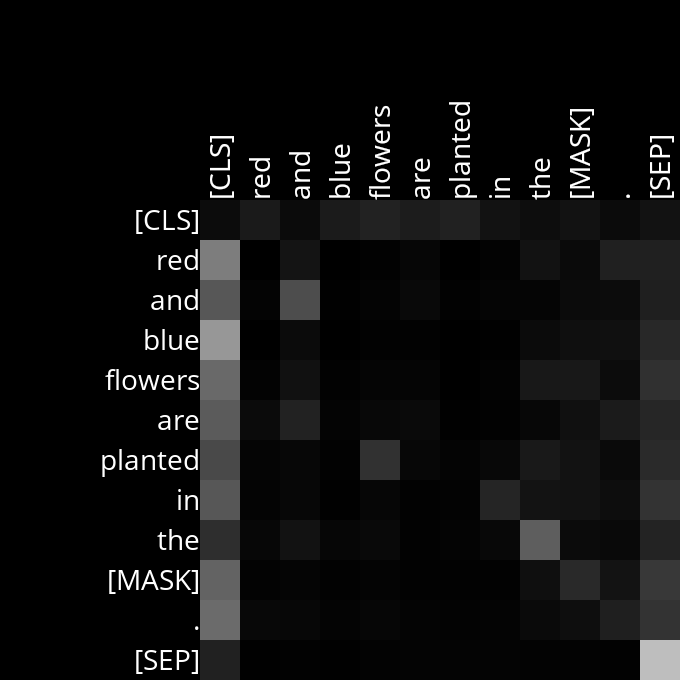 [CLS] red and blue flowers are planted in the [MASK] . [SEP]
[CLS]
red
and
blue
flowers
are
planted
in
the
[MASK]
.
[SEP]